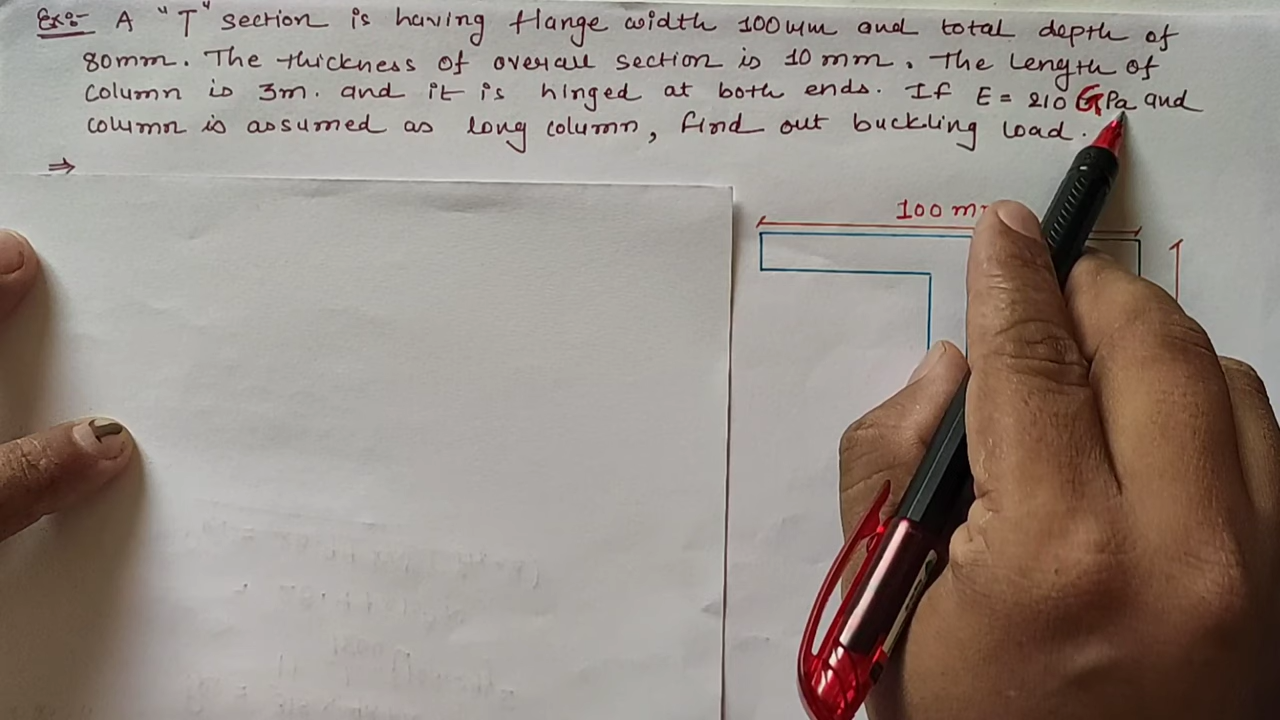 Ex:- A "T" section is having flange width 100mm and total depth of
80mm. The thickness of overall section is 10 mm. The length of
column is 3m. and it is hinged at both ends. If E = 210 GPa and
column is assumed as long column, find out buckling load.
⇒
100 m